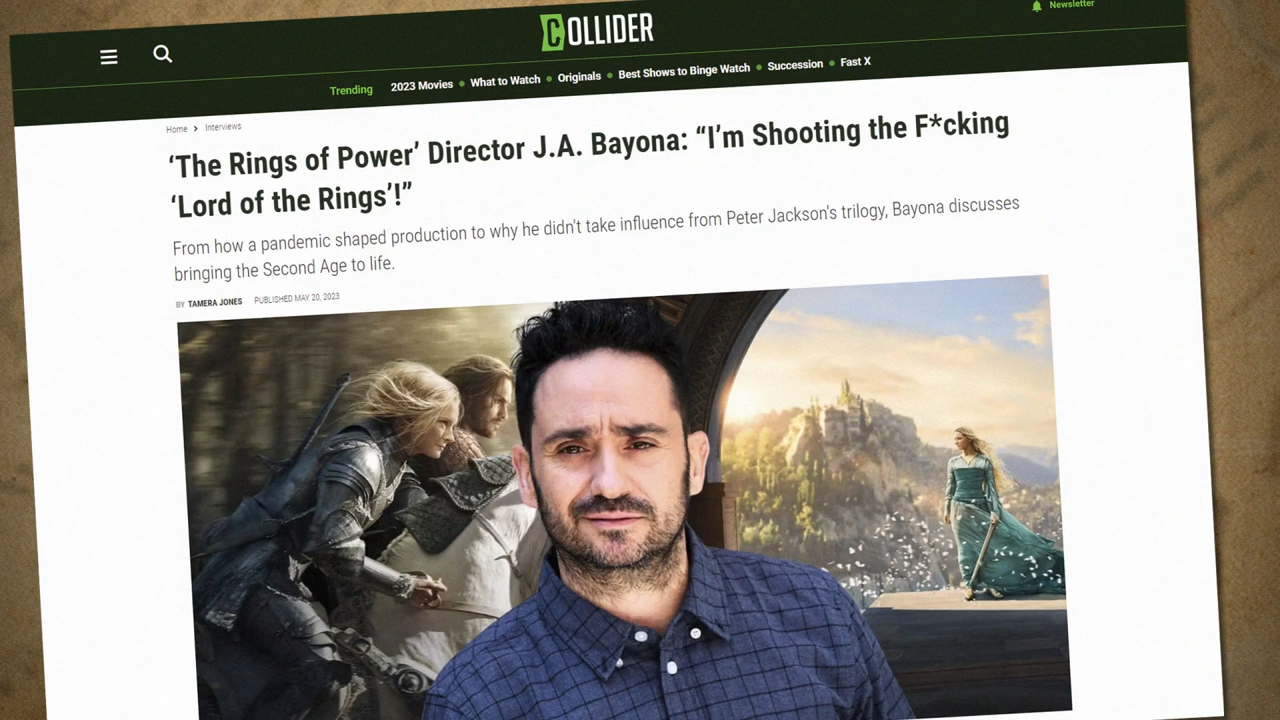 COLLIDER
Newsletter
Trending 2023 Movies • What to Watch • Originals • Best Shows to Binge Watch • Succession • Fast X
Home > Interviews
‘The Rings of Power’ Director J.A. Bayona: “I’m Shooting the F*cking
‘Lord of the Rings’!”
From how a pandemic shaped production to why he didn't take influence from Peter Jackson's trilogy, Bayona discusses
bringing the Second Age to life.
BY TAMERA JONES PUBLISHED MAY 20, 2023